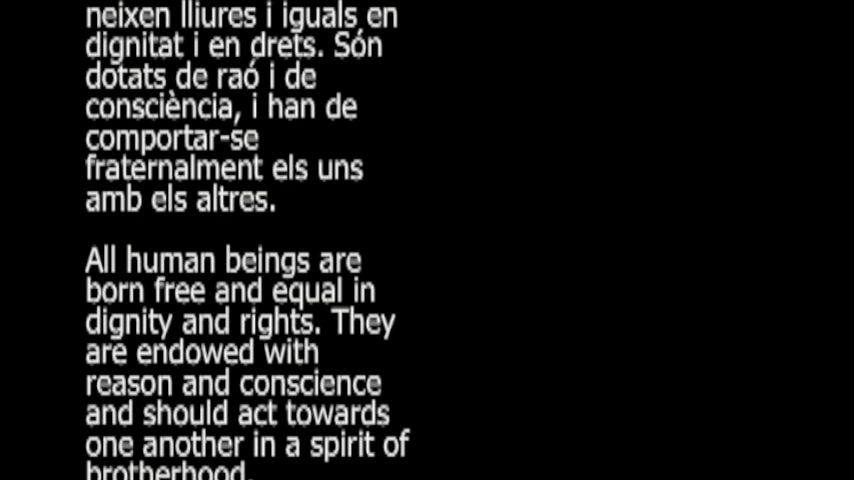 neixen lliures i iguals en
dignitat i en drets. Són
dotats de raó i de
consciència, i han de
comportar-se
fraternalment els uns
amb els altres.
All human beings are
born free and equal in
dignity and rights. They
are endowed with
reason and conscience
and should act towards
one another in a spirit of
brotherhood.